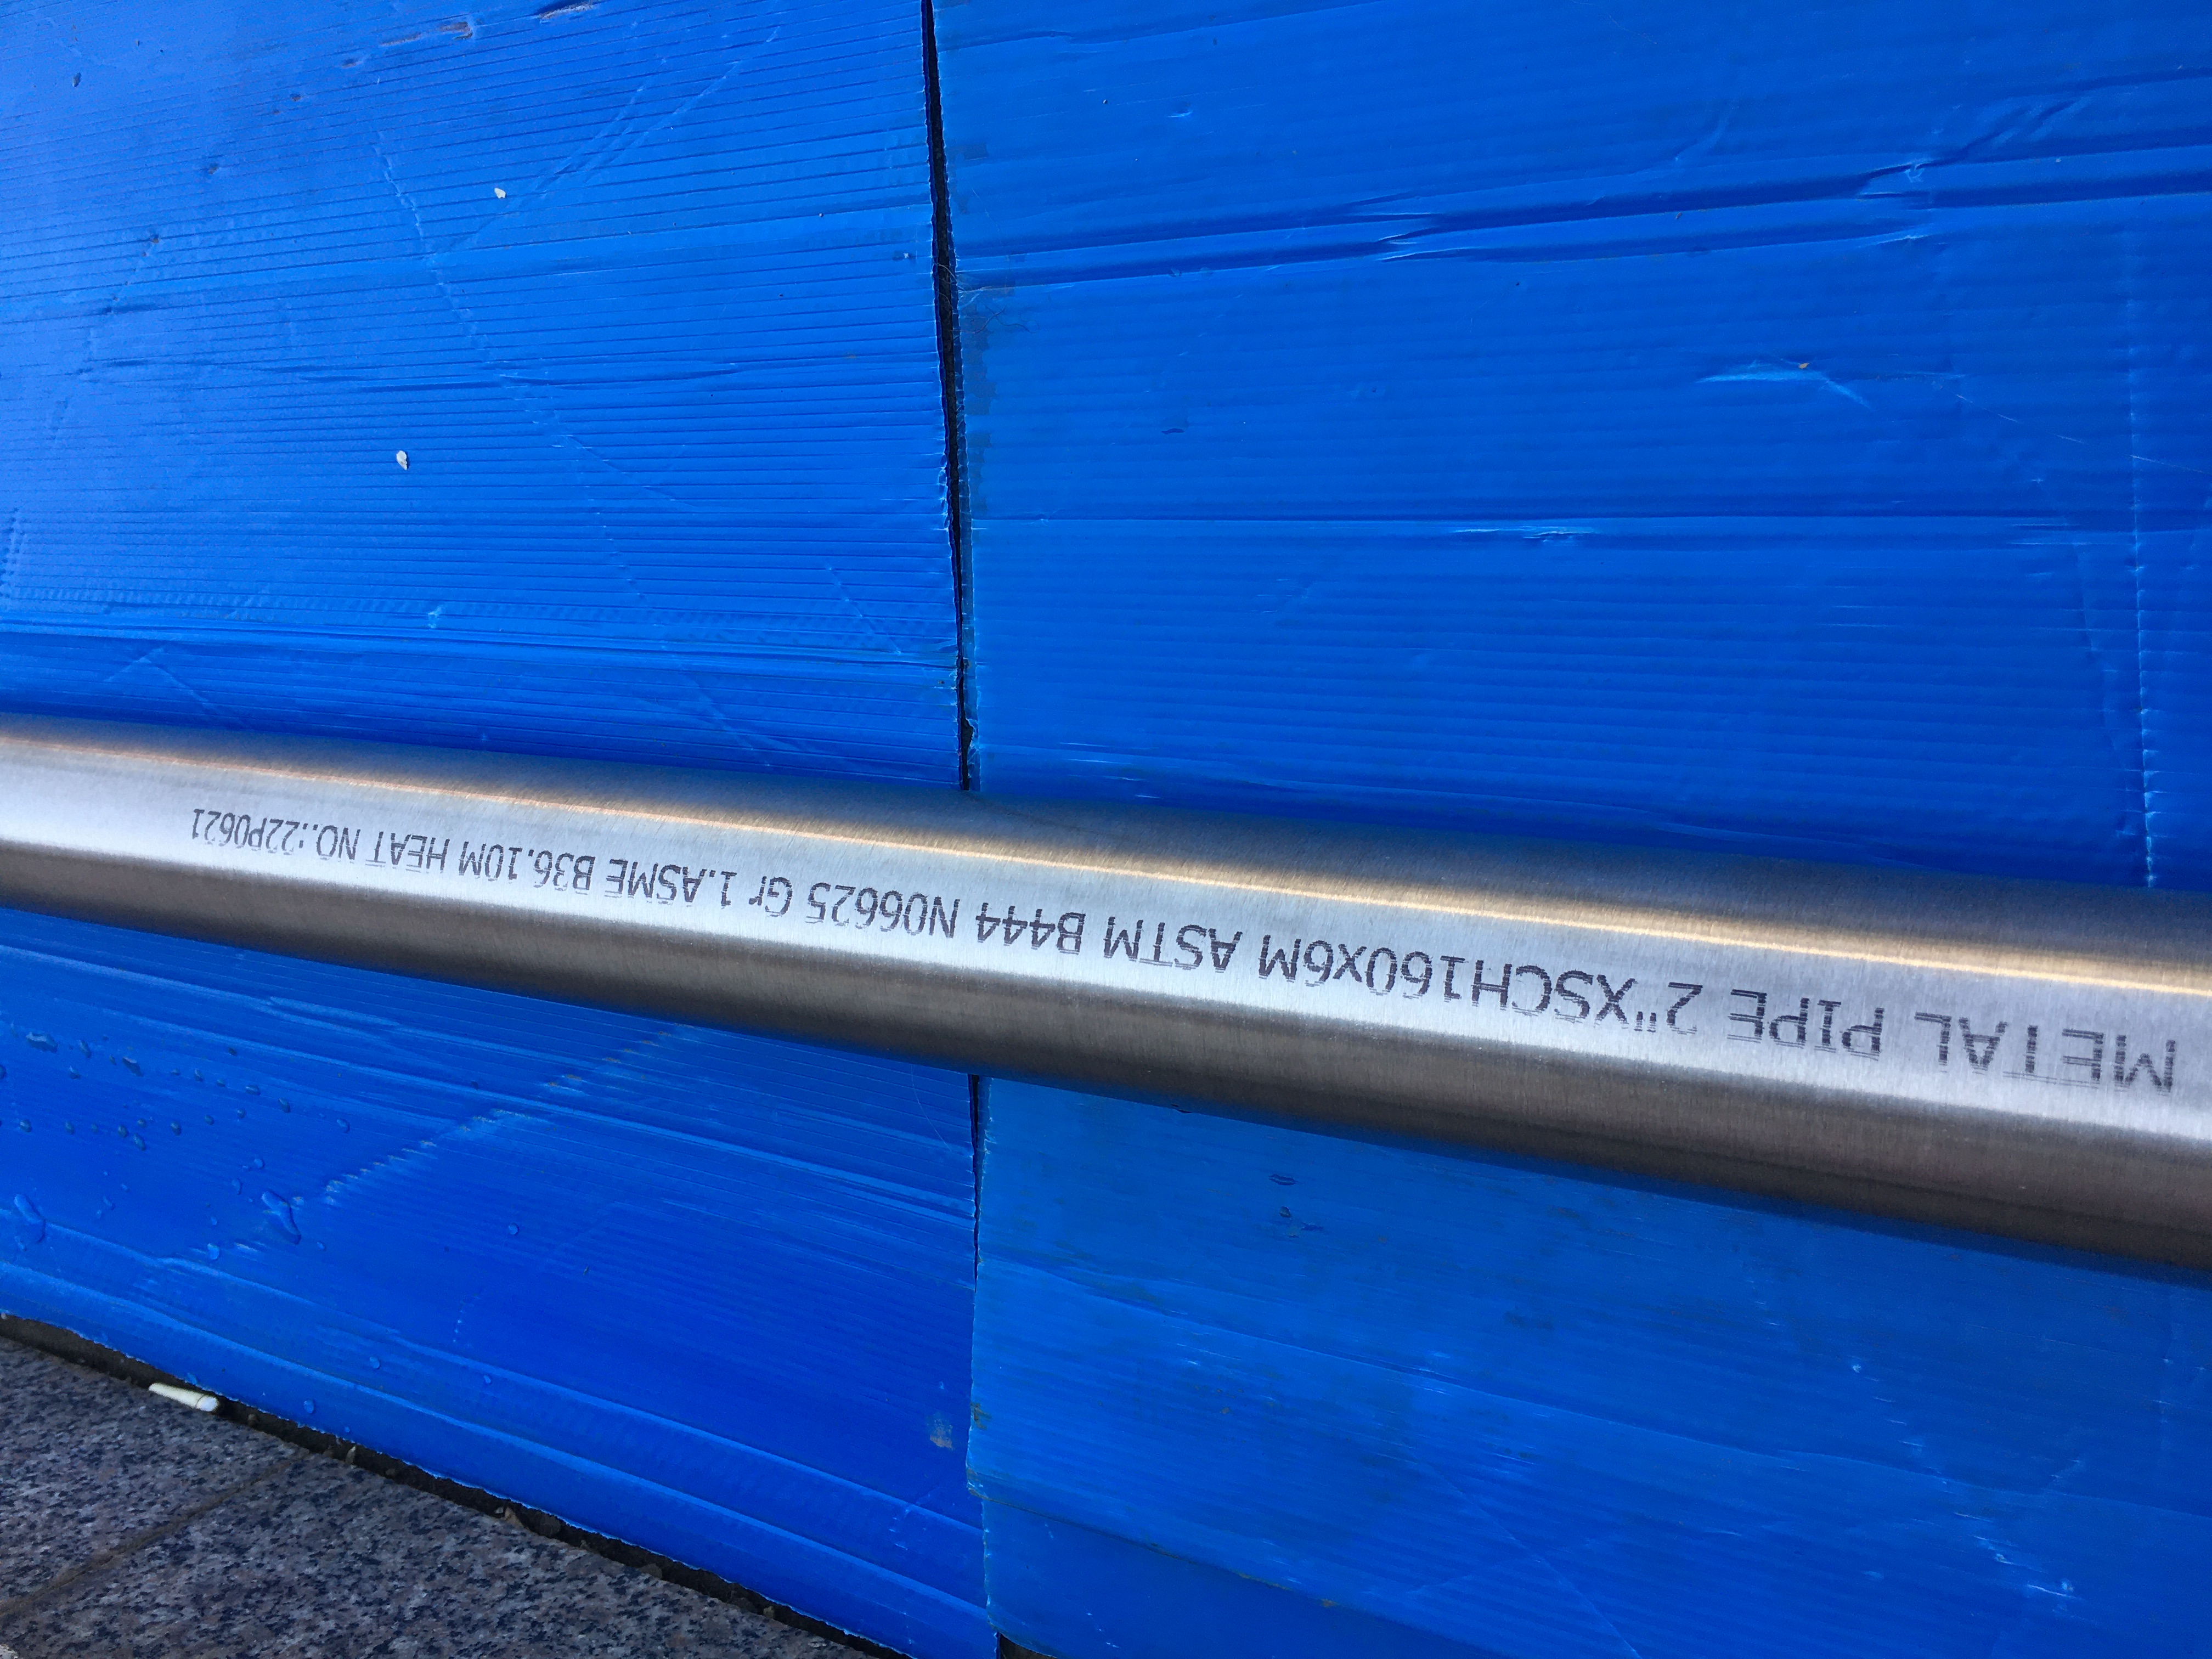 METAL PIPE 2"XSCH160x6M ASTM B444 N06625 Gr 1.ASME B36.10M HEAT NO.:22P0621